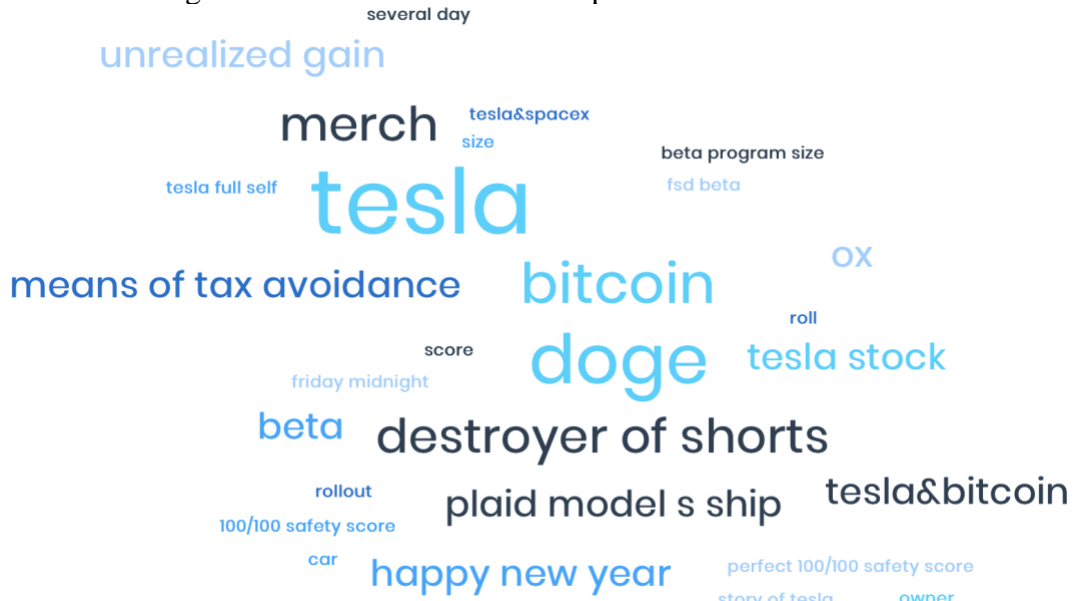 several day
unrealized gain
merch
tesla&spacex
size
beta program size
tesla full self
tesla
fsd beta
ox
means of tax avoidance
bitcoin
roll
score
doge
tesla stock
friday midnight
beta
destroyer of shorts
rollout
plaid model s ship
tesla&bitcoin
100/100 safety score
car
happy new year
perfect 100/100 safety score
story of tesla
owner